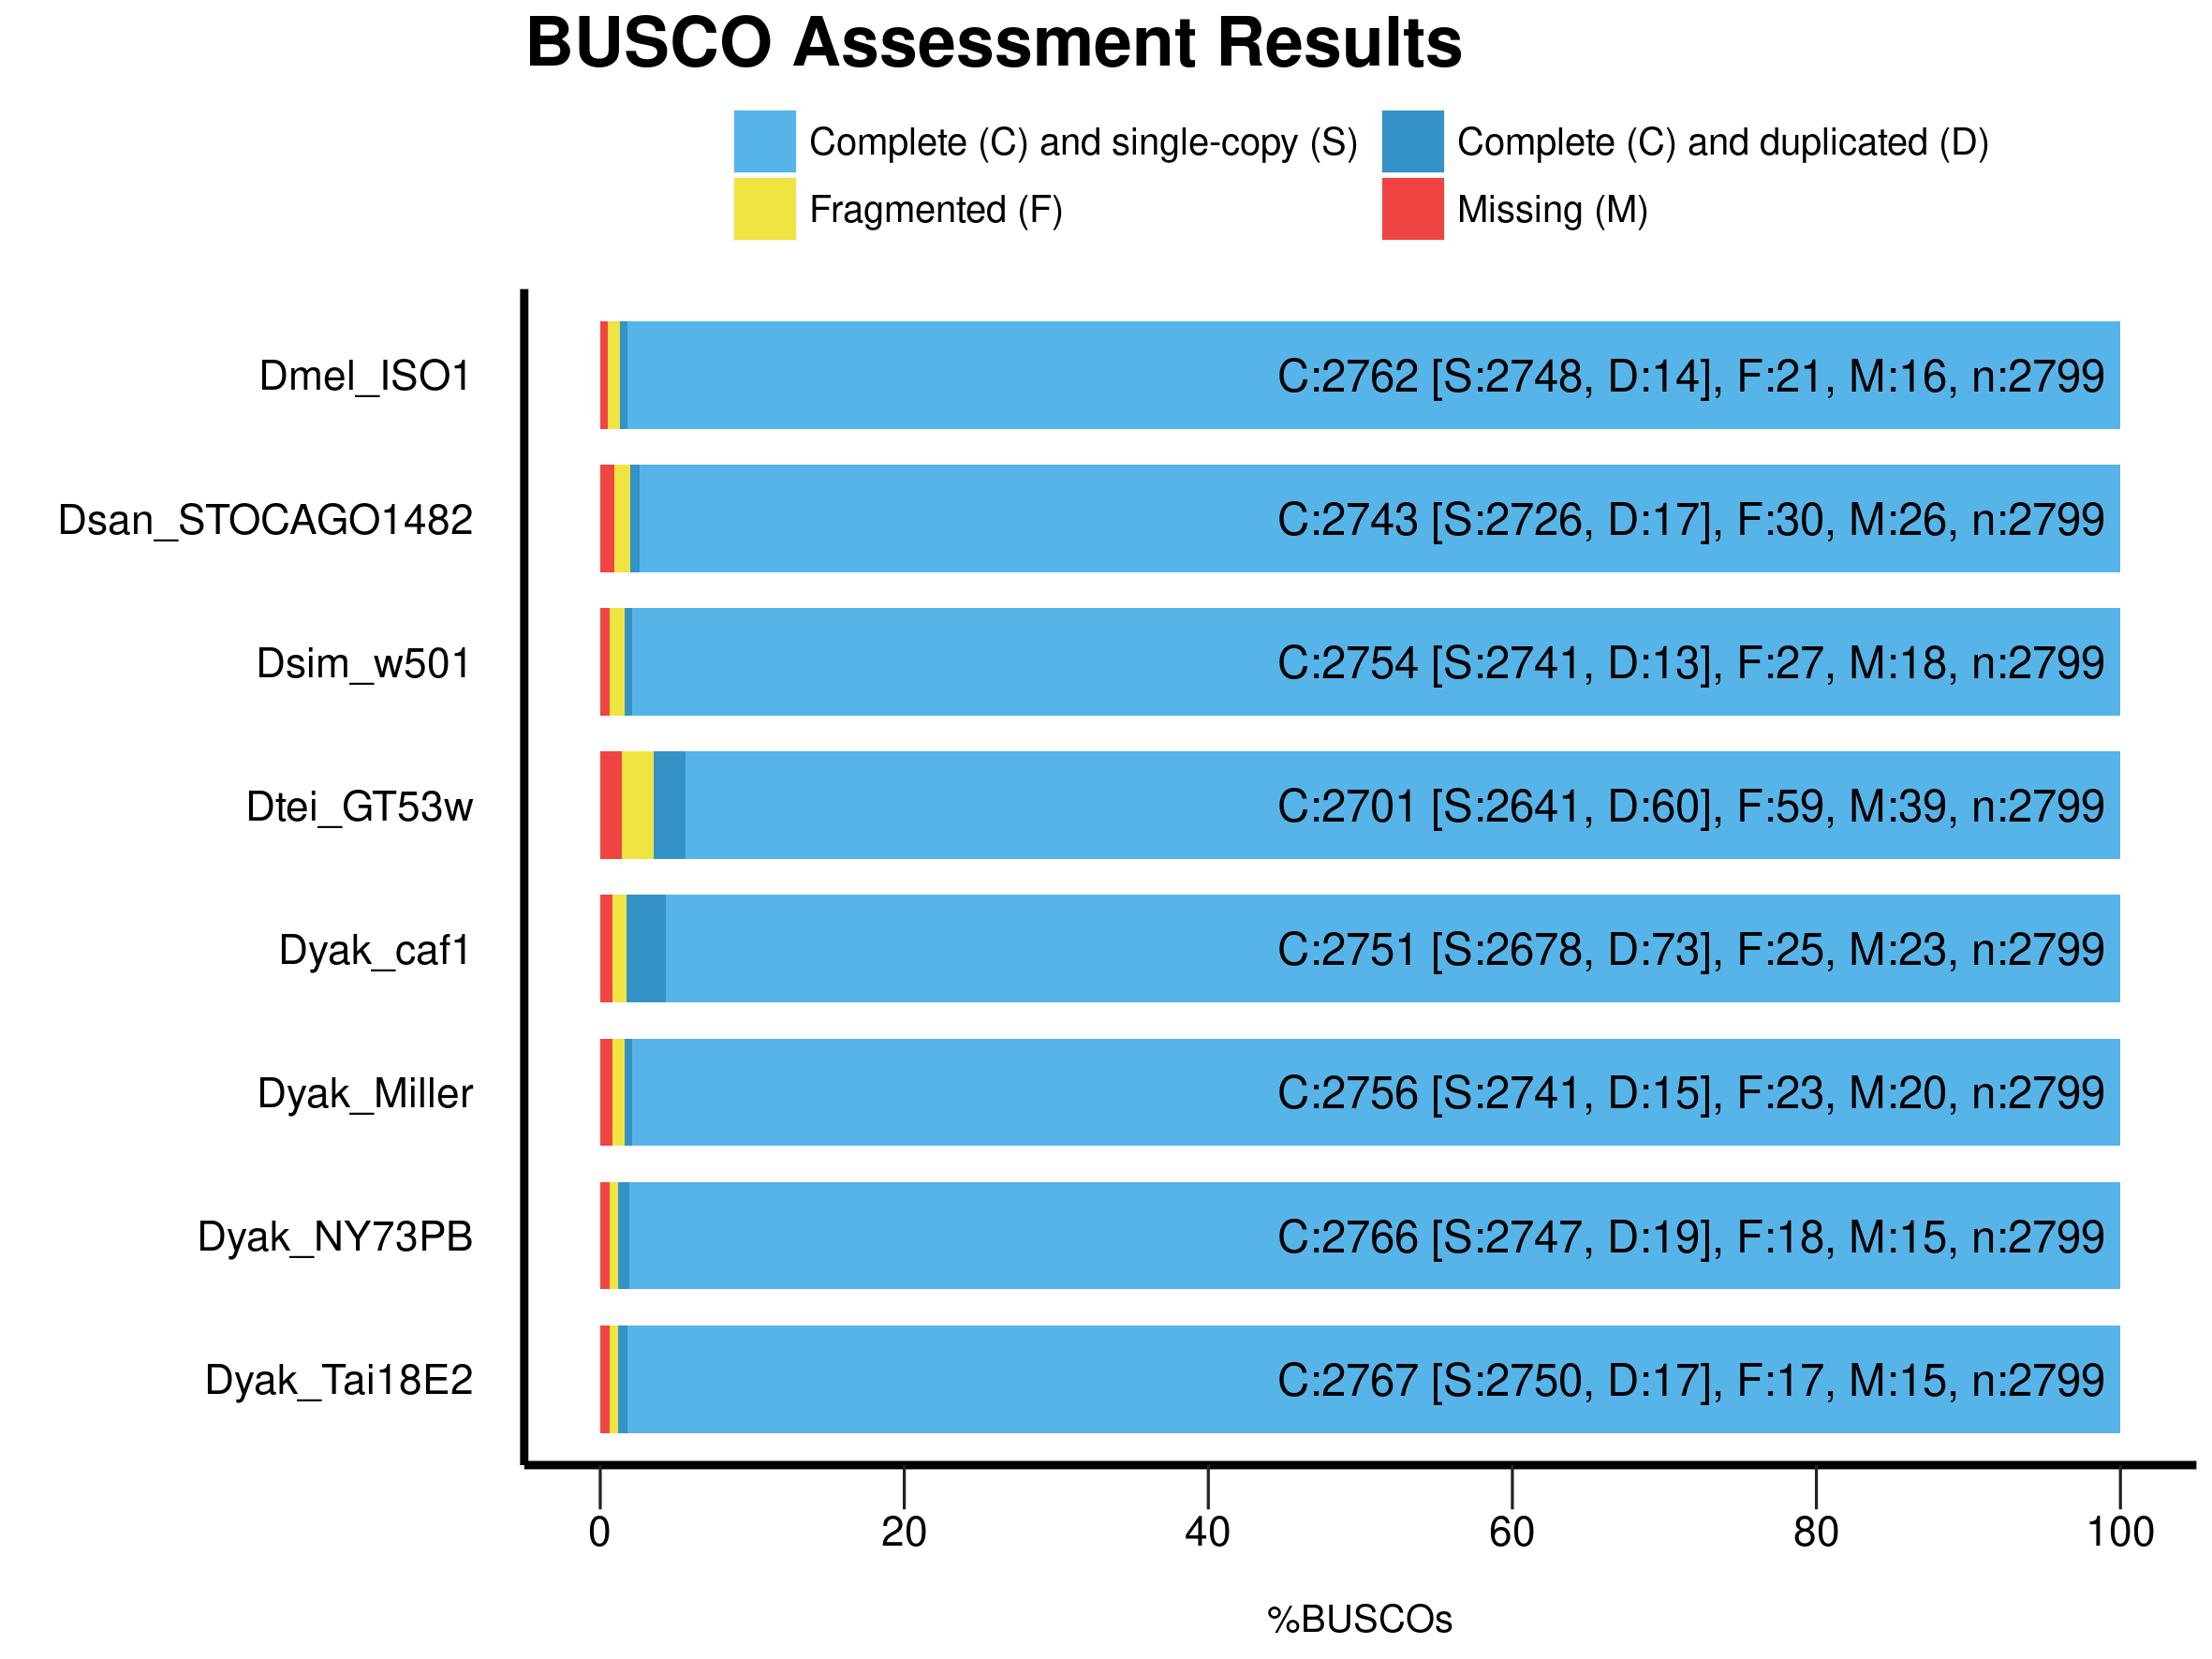 BUSCO Assessment Results
Complete (C) and single-copy (S) Complete (C) and duplicated (D)
Fragmented (F) Missing (M)
Dmel_ISO1 C:2762 [S:2748, D:14], F:21, M:16, n:2799
Dsan_STOCAGO1482 C:2743 [S:2726, D:17], F:30, M:26, n:2799
Dsim_w501 C:2754 [S:2741, D:13], F:27, M:18, n:2799
Dtei_GT53w C:2701 [S:2641, D:60], F:59, M:39, n:2799
Dyak_caf1 C:2751 [S:2678, D:73], F:25, M:23, n:2799
Dyak_Miller C:2756 [S:2741, D:15], F:23, M:20, n:2799
Dyak_NY73PB C:2766 [S:2747, D:19], F:18, M:15, n:2799
Dyak_Tai18E2 C:2767 [S:2750, D:17], F:17, M:15, n:2799
0 20 40 60 80 100
%BUSCOs